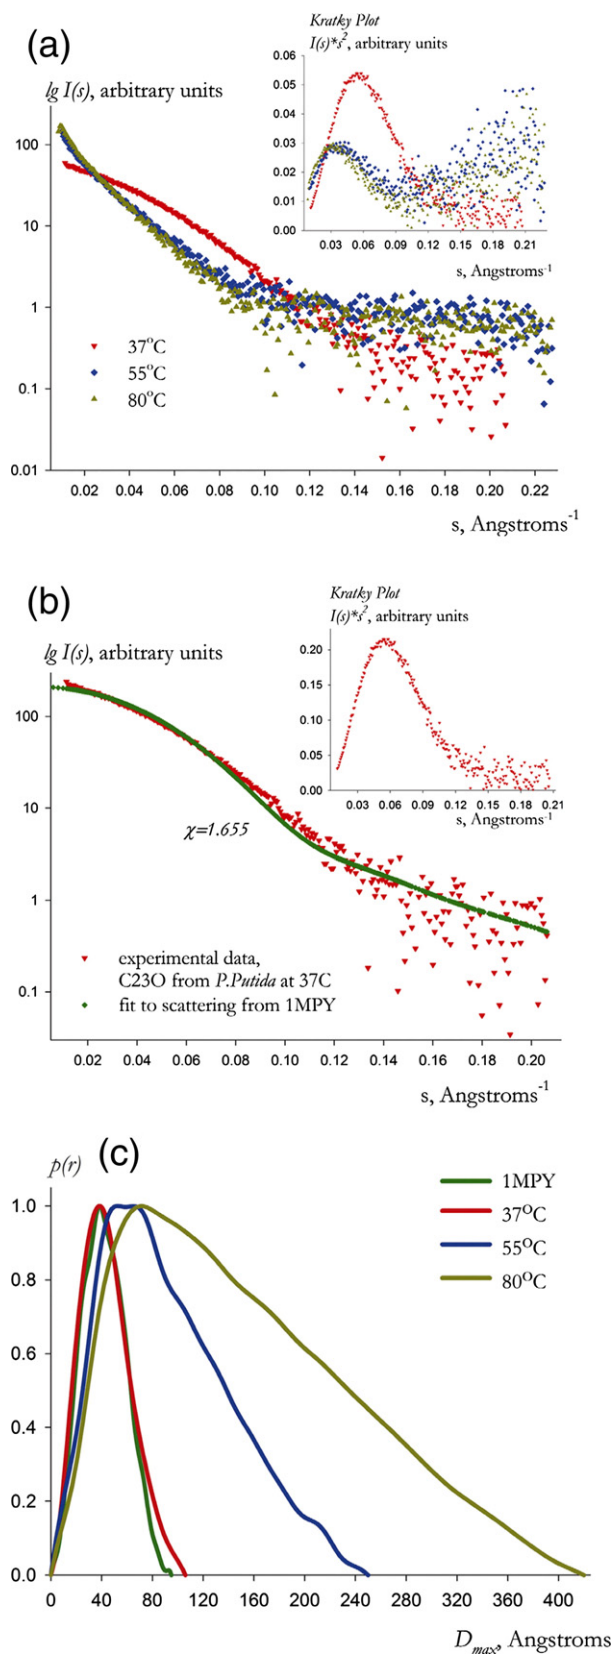 (a)
Kratky Plot
I(s)*s², arbitrary units
lg I(s), arbitrary units
0.06
0.05
0.04
0.03
0.02
0.01
0.00
0.03 0.06 0.09 0.12 0.15 0.18 0.21
s, Angstroms⁻¹
100
10
1
0.1
0.01
37°C
55°C
80°C
0.02 0.04 0.06 0.08 0.10 0.12 0.14 0.16 0.18 0.20 0.22
s, Angstroms⁻¹
(b)
Kratky Plot
I(s)*s², arbitrary units
lg I(s), arbitrary units
0.20
0.15
0.10
0.05
0.00
0.03 0.06 0.09 0.12 0.15 0.18 0.21
s, Angstroms⁻¹
100
10
1
0.1
χ=1.655
experimental data,
C23O from P.Putida at 37C
fit to scattering from 1MPY
0.02 0.04 0.06 0.08 0.10 0.12 0.14 0.16 0.18 0.20
s, Angstroms⁻¹
(c)
p(r)
1MPY
37°C
55°C
80°C
1.0
0.8
0.6
0.4
0.2
0.0
0 40 80 120 160 200 240 280 320 360 400
Dmax, Angstroms